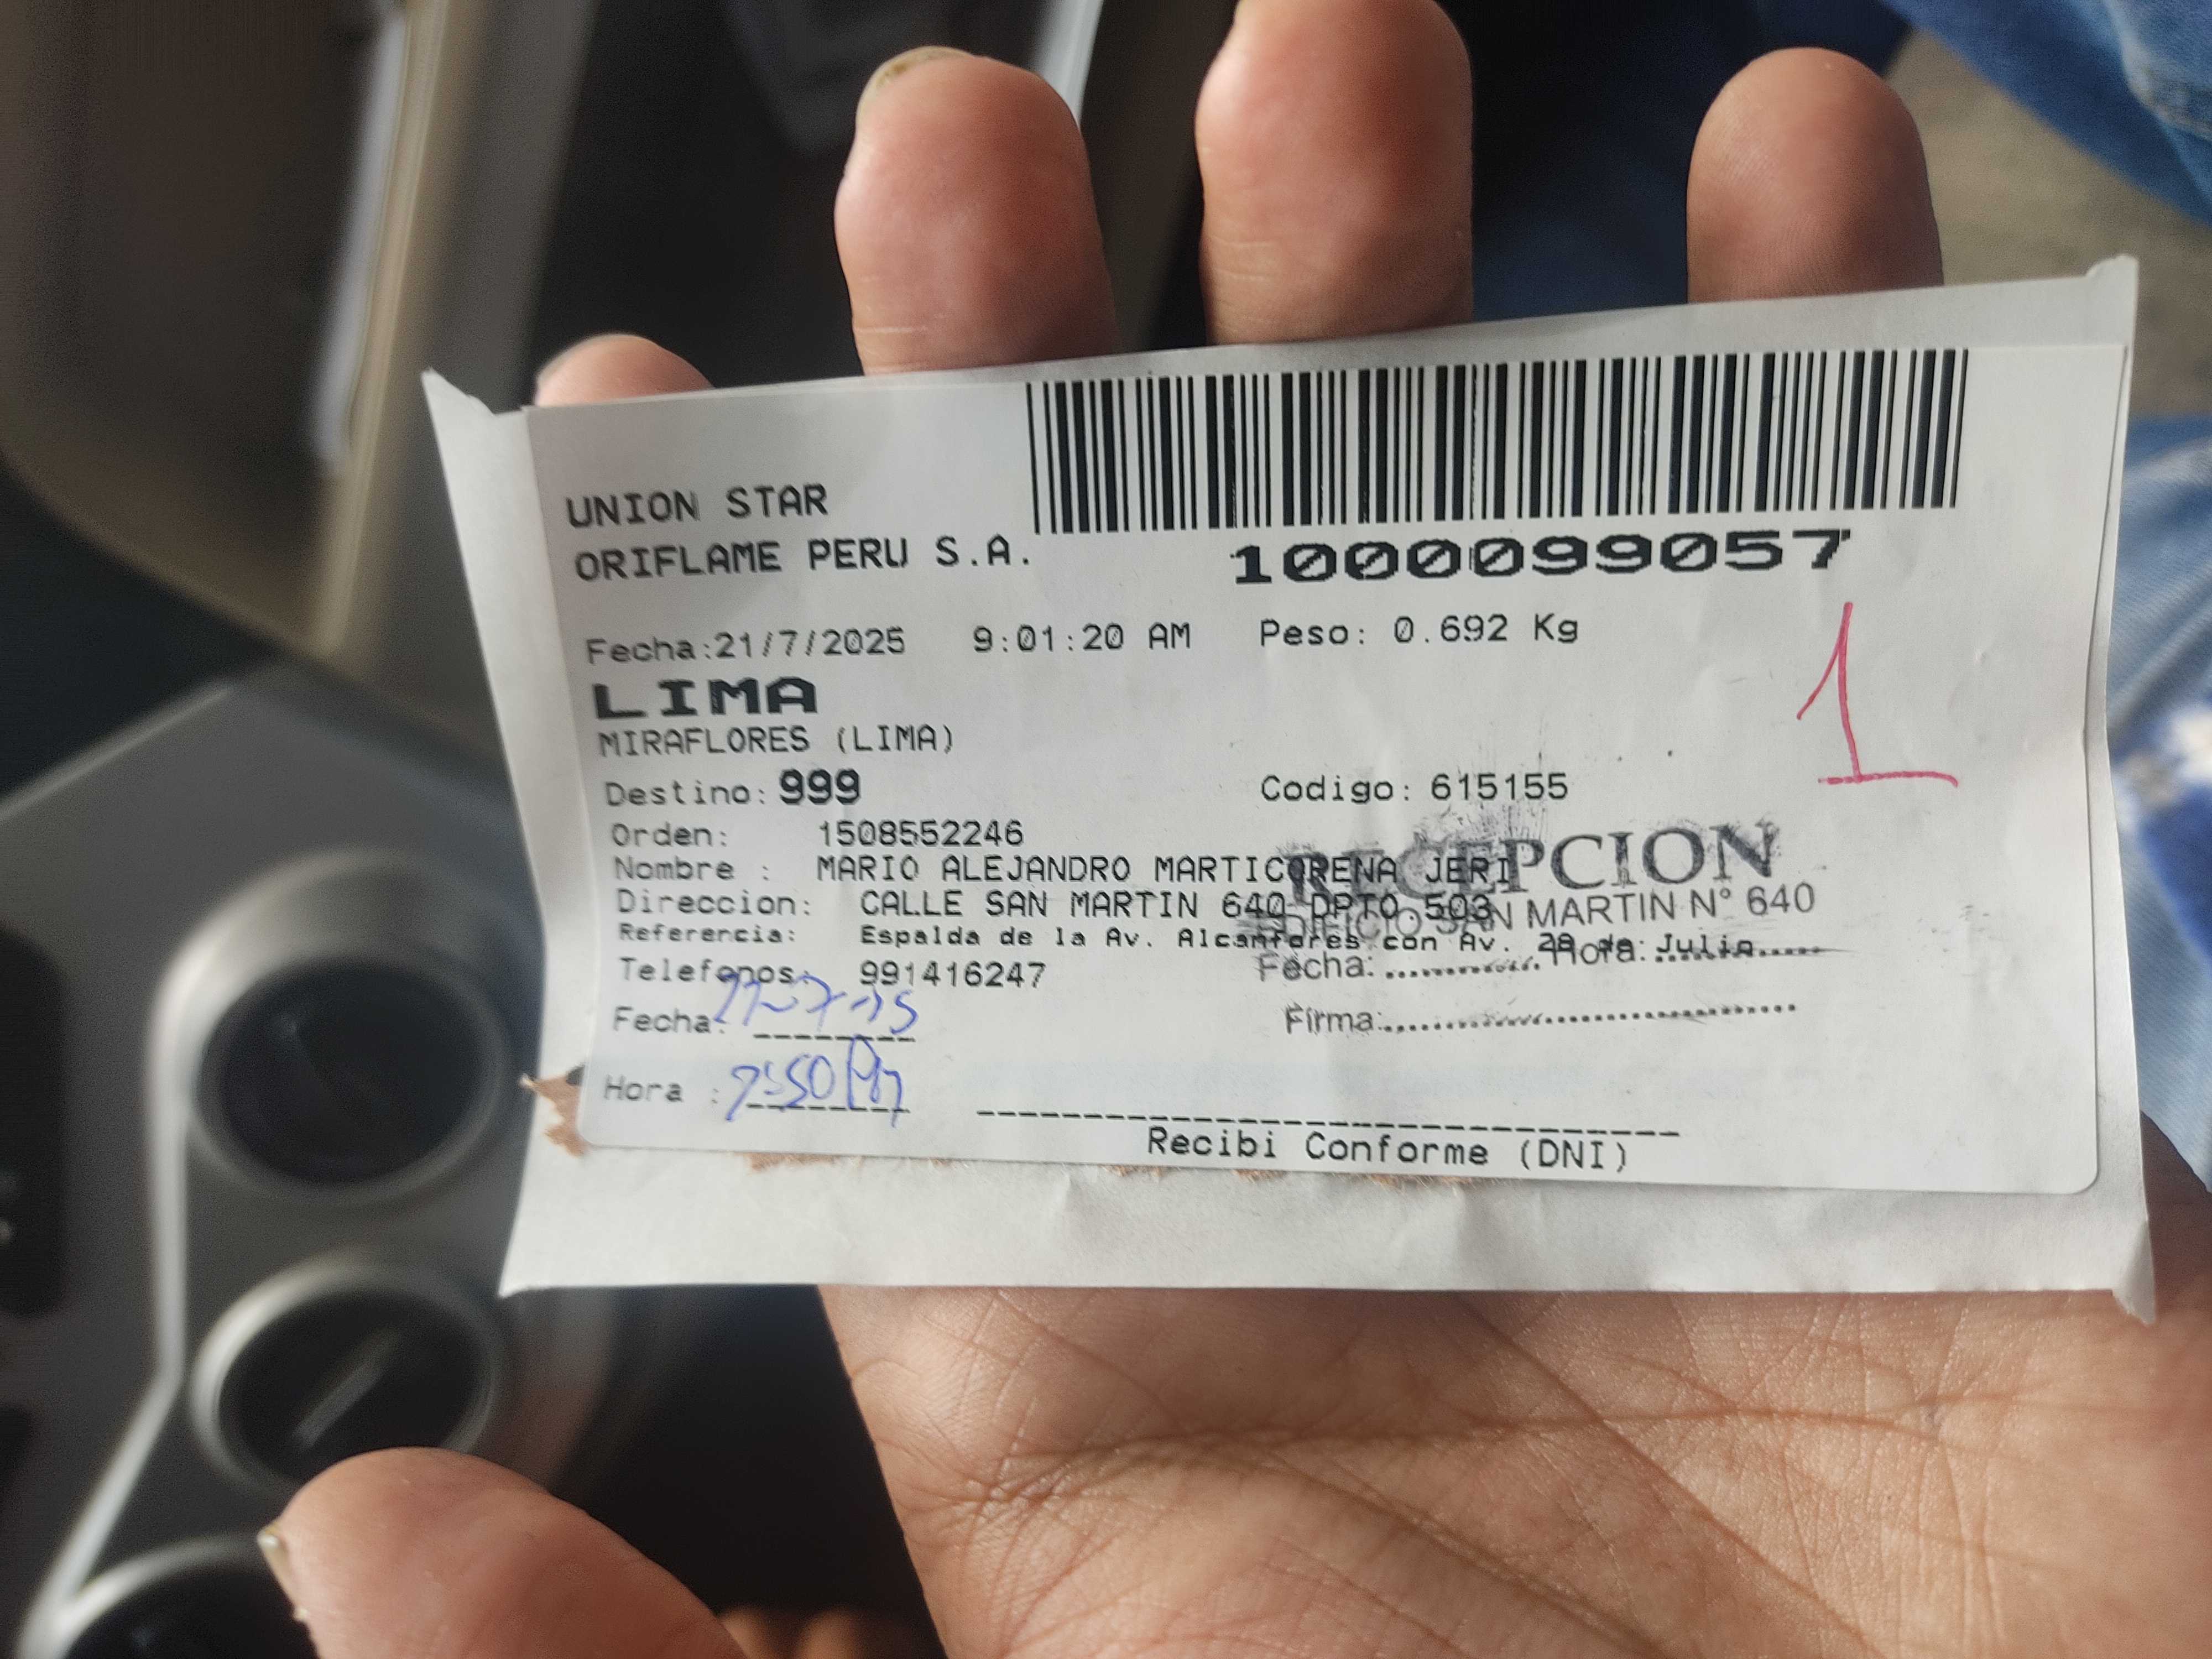 UNION STAR
ORIFLAME PERU S.A.
1000099057
Fecha:21/7/2025 9:01:20 AM Peso: 0.692 Kg
1
LIMA
MIRAFLORES (LIMA)
Destino: 999 Codigo: 615155
Orden: 1508552246
Nombre : MARIO ALEJANDRO MARTICORENA JERI
RECEPCION
Direccion: CALLE SAN MARTIN 640 DPTO. 503
EDIFICIO SAN MARTIN N° 640
Referencia: Espalda de la Av. Alcanfores con Av. 28 de Julio
Telefonos: 991416247
Fecha: Hora:
Fecha:
Firma:
Hora :
Recibi Conforme (DNI)